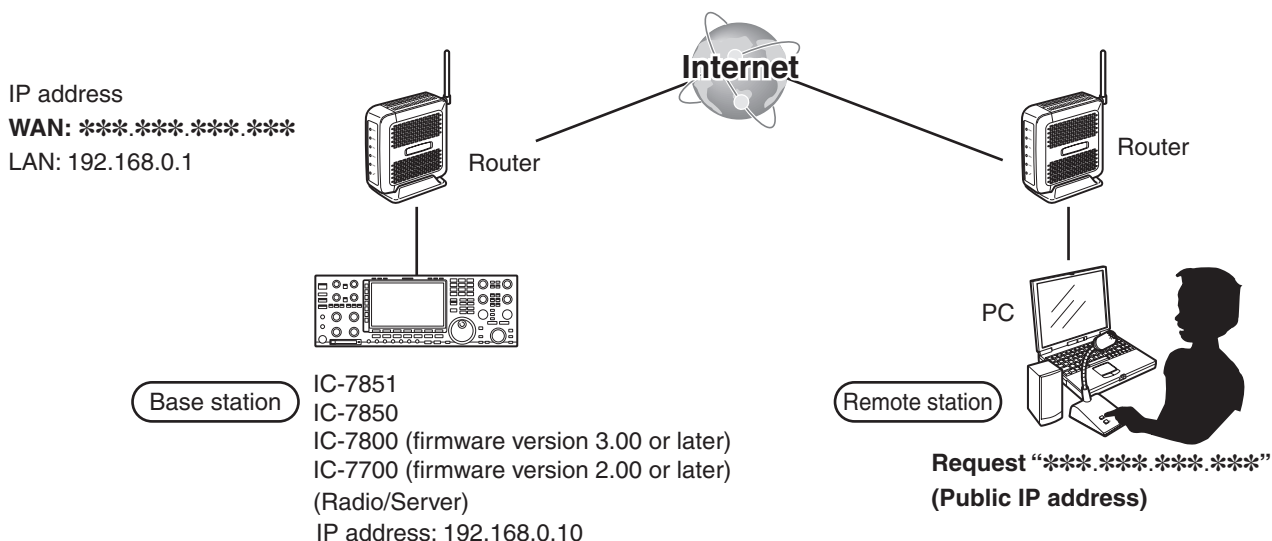 Internet
IP address
WAN: ***.***.***.***
LAN: 192.168.0.1
Router
Router
PC
Base station
IC-7851
IC-7850
IC-7800 (firmware version 3.00 or later)
IC-7700 (firmware version 2.00 or later)
(Radio/Server)
IP address: 192.168.0.10
Remote station
Request “***.***.***.***”
(Public IP address)